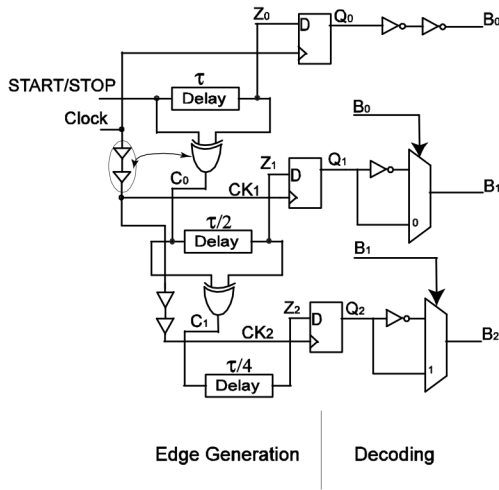 Z0 D Q0 B0
START/STOP τ
Delay
Clock
B0
Z1 D Q1
C0 CK1 B1
0
τ/2
Delay
B1
Z2 D Q2
C1 CK2 B2
1
τ/4
Delay
Edge Generation Decoding